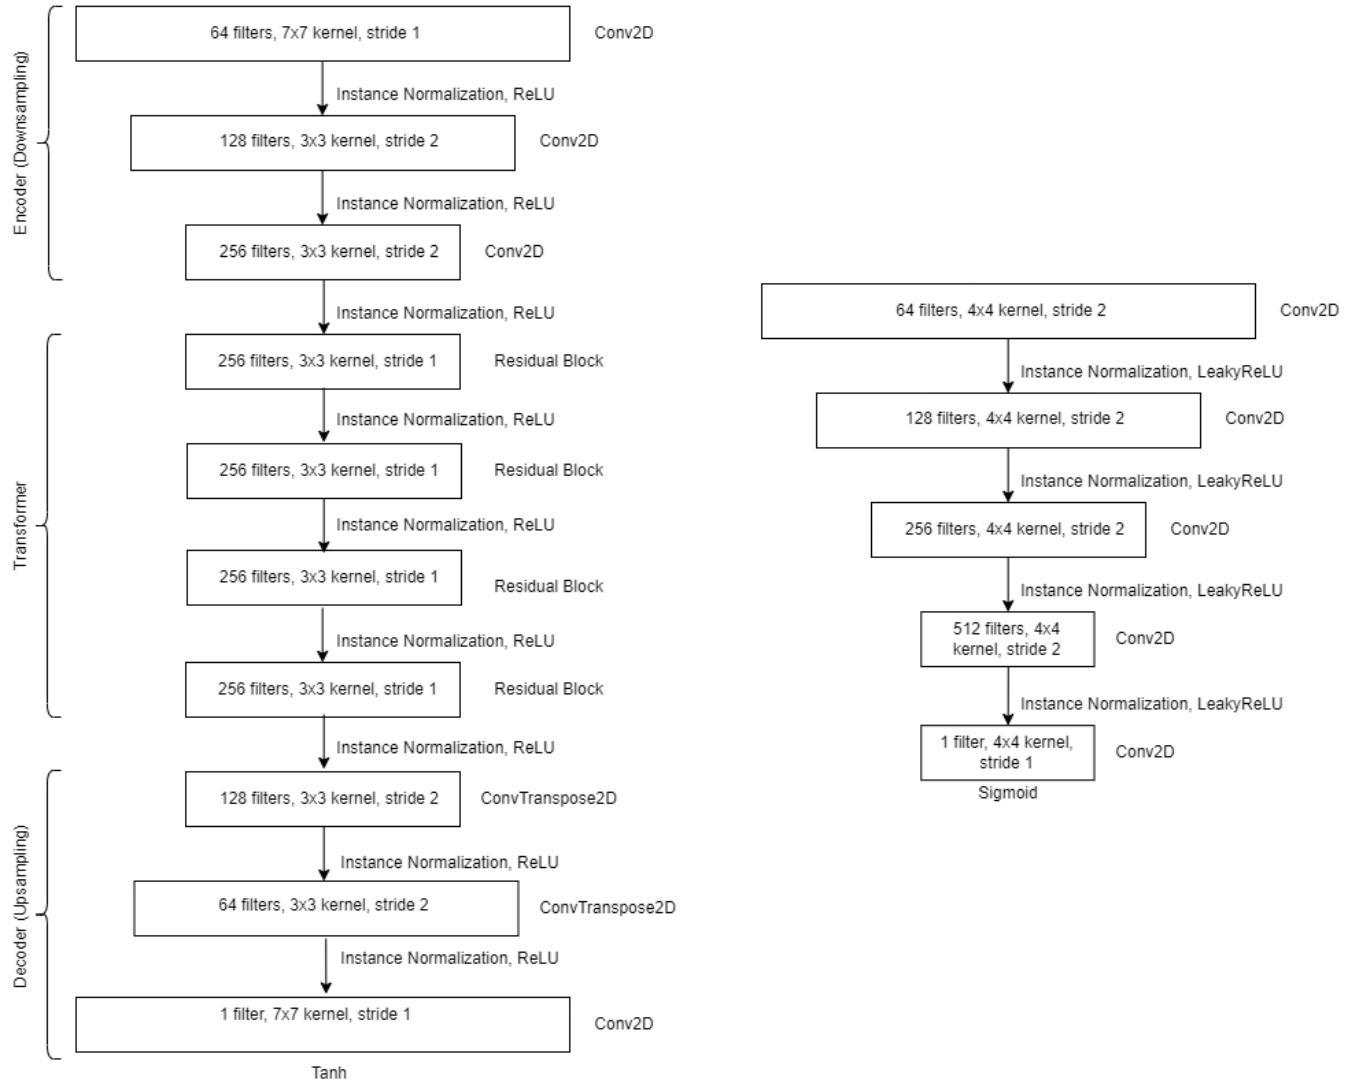 Encoder (Downsampling)
64 filters, 7x7 kernel, stride 1
Conv2D
Instance Normalization, ReLU
128 filters, 3x3 kernel, stride 2
Conv2D
Instance Normalization, ReLU
256 filters, 3x3 kernel, stride 2
Conv2D
Instance Normalization, ReLU
Transformer
256 filters, 3x3 kernel, stride 1
Residual Block
Instance Normalization, ReLU
256 filters, 3x3 kernel, stride 1
Residual Block
Instance Normalization, ReLU
256 filters, 3x3 kernel, stride 1
Residual Block
Instance Normalization, ReLU
256 filters, 3x3 kernel, stride 1
Residual Block
Instance Normalization, ReLU
Decoder (Upsampling)
128 filters, 3x3 kernel, stride 2
ConvTranspose2D
Instance Normalization, ReLU
64 filters, 3x3 kernel, stride 2
ConvTranspose2D
Instance Normalization, ReLU
1 filter, 7x7 kernel, stride 1
Conv2D
Tanh
64 filters, 4x4 kernel, stride 2
Conv2D
Instance Normalization, LeakyReLU
128 filters, 4x4 kernel, stride 2
Conv2D
Instance Normalization, LeakyReLU
256 filters, 4x4 kernel, stride 2
Conv2D
Instance Normalization, LeakyReLU
512 filters, 4x4
kernel, stride 2
Conv2D
Instance Normalization, LeakyReLU
1 filter, 4x4 kernel,
stride 1
Conv2D
Sigmoid